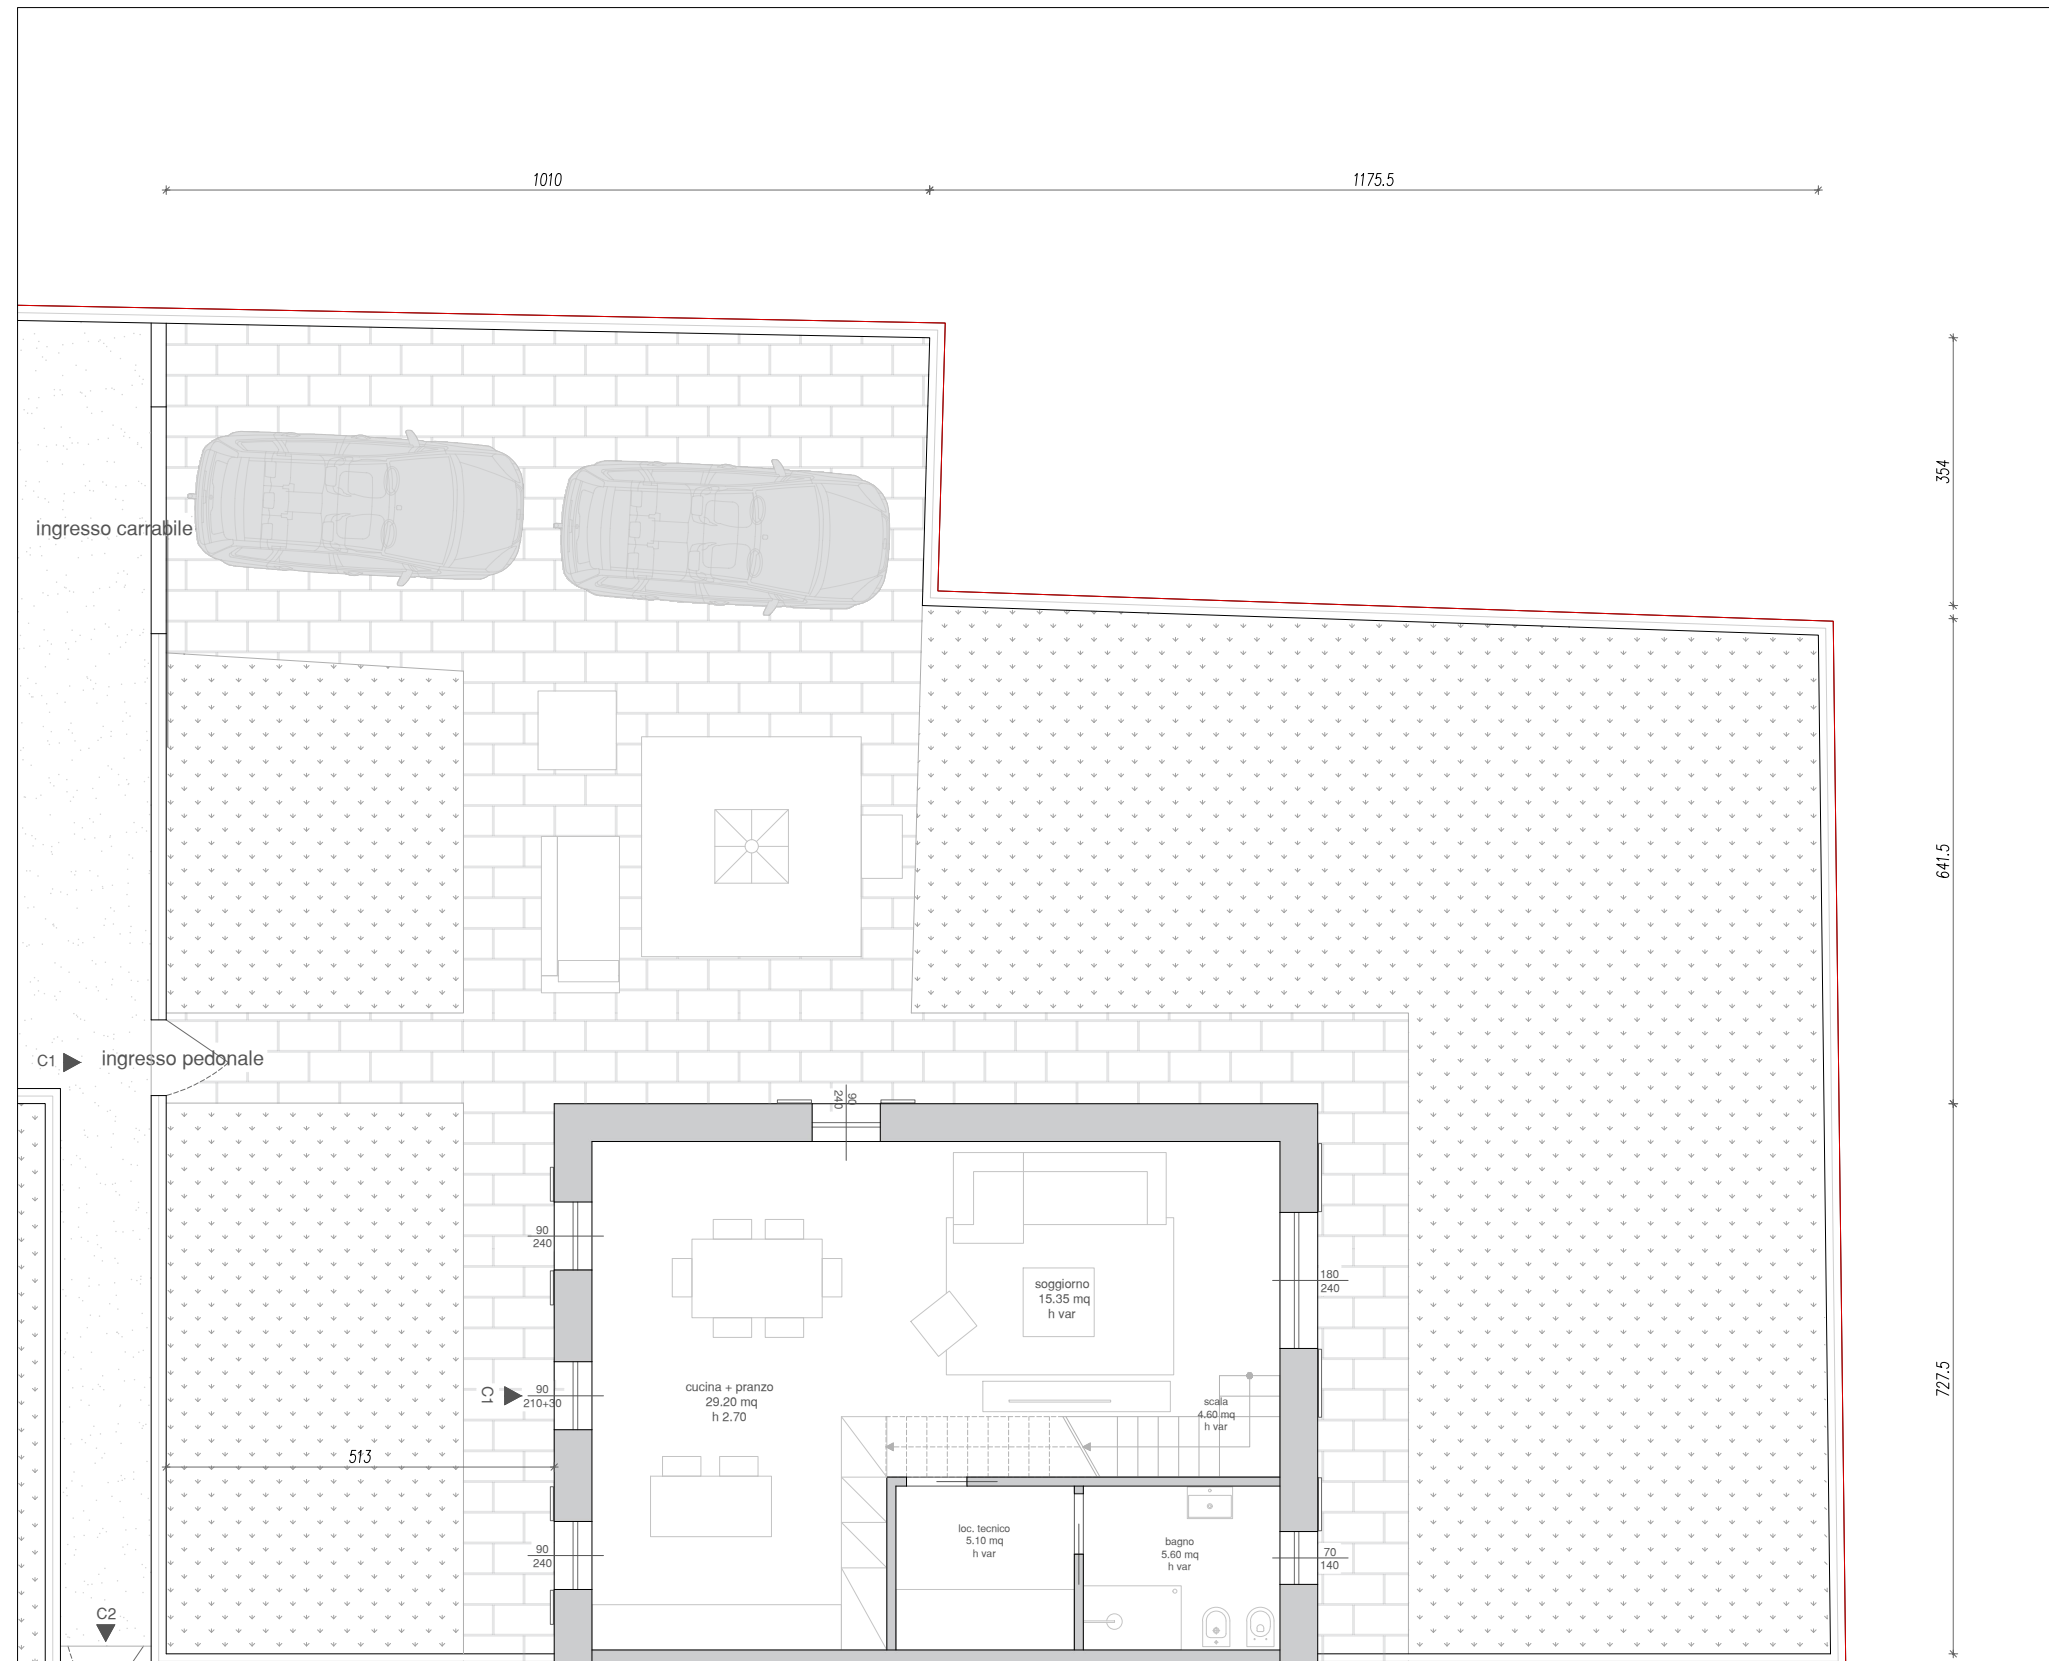 1010
1175.5
354
ingresso carrabile
641.5
C1
ingresso pedonale
90
240
90
240
180
240
soggiorno
15.35 mq
h var
C1
90
210+30
cucina + pranzo
29.20 mq
h 2.70
scala
4.60 mq
h var
727.5
513
90
240
loc. tecnico
5.10 mq
h var
bagno
5.60 mq
h var
70
140
C2